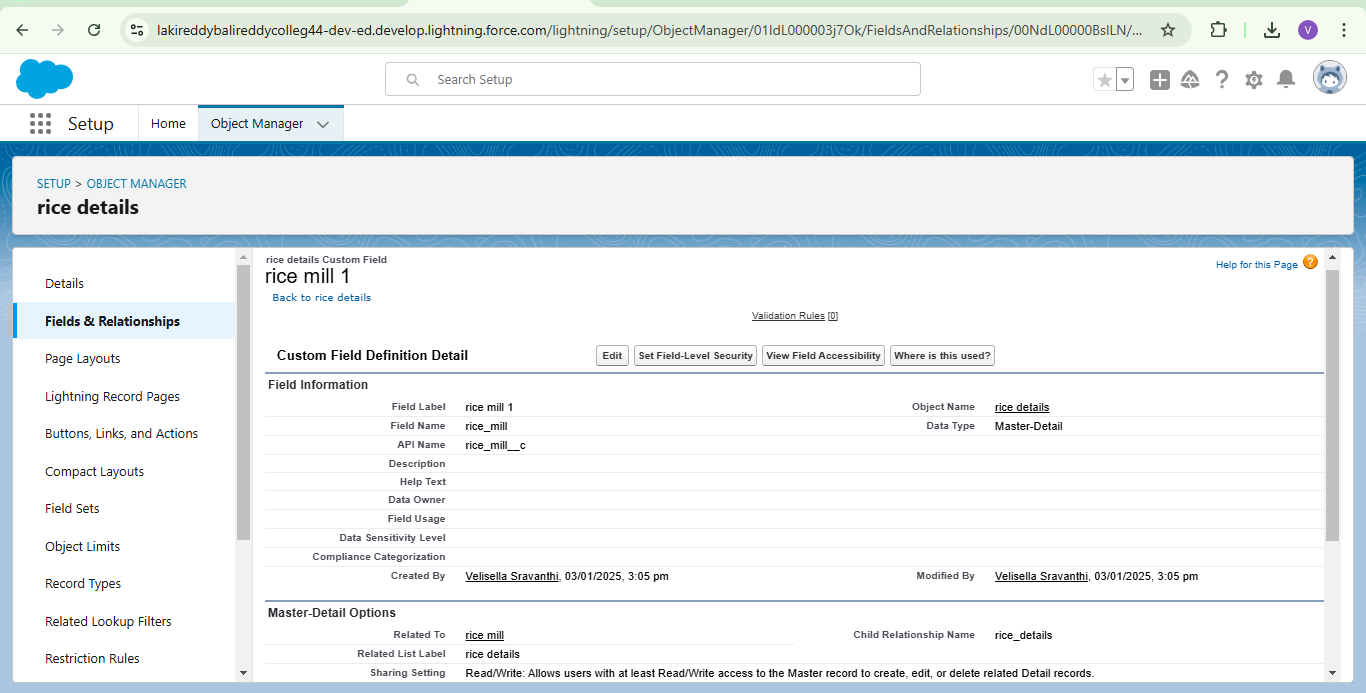 lakireddybalireddycolleg44-dev-ed.develop.lightning.force.com/lightning/setup/ObjectManager/01IdL000003j7Ok/FieldsAndRelationships/00NdL00000BslLN/...
V
Search Setup
Setup
Home
Object Manager
SETUP > OBJECT MANAGER
rice details
Details
Fields & Relationships
Page Layouts
Lightning Record Pages
Buttons, Links, and Actions
Compact Layouts
Field Sets
Object Limits
Record Types
Related Lookup Filters
Restriction Rules
rice details Custom Field
rice mill 1
Back to rice details
Help for this Page ?
Validation Rules [0]
Custom Field Definition Detail
Edit Set Field-Level Security View Field Accessibility Where is this used?
Field Information
Field Label rice mill 1 Object Name rice details
Field Name rice_mill Data Type Master-Detail
API Name rice_mill__c
Description
Help Text
Data Owner
Field Usage
Data Sensitivity Level
Compliance Categorization
Created By Velisella Sravanthi, 03/01/2025, 3:05 pm Modified By Velisella Sravanthi, 03/01/2025, 3:05 pm
Master-Detail Options
Related To rice mill Child Relationship Name rice_details
Related List Label rice details
Sharing Setting Read/Write: Allows users with at least Read/Write access to the Master record to create, edit, or delete related Detail records.